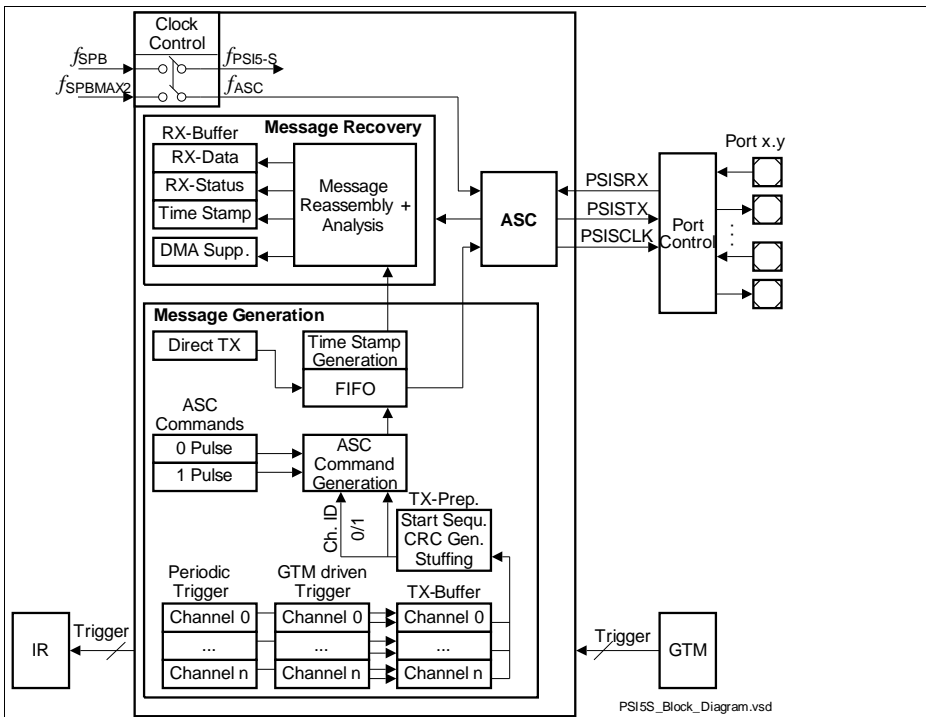 Clock
Control
fSPB
fPSI5-S
fSPBMAX2
fASC
Message Recovery
RX-Buffer
RX-Data
RX-Status
Time Stamp
DMA Supp.
Message
Reassembly +
Analysis
ASC
PSISRX
PSISTX
PSISCLK
Port
Control
Port x.y
Message Generation
Direct TX
Time Stamp
Generation
FIFO
ASC
Commands
0 Pulse
1 Pulse
ASC
Command
Generation
Ch. ID
0/1
TX-Prep.
Start Sequ.
CRC Gen.
Stuffing
Periodic
Trigger
GTM driven
Trigger
TX-Buffer
Channel 0
Channel 0
Channel 0
...
...
...
Channel n
Channel n
Channel n
IR
Trigger
Trigger
GTM
PSI5S_Block_Diagram.vsd